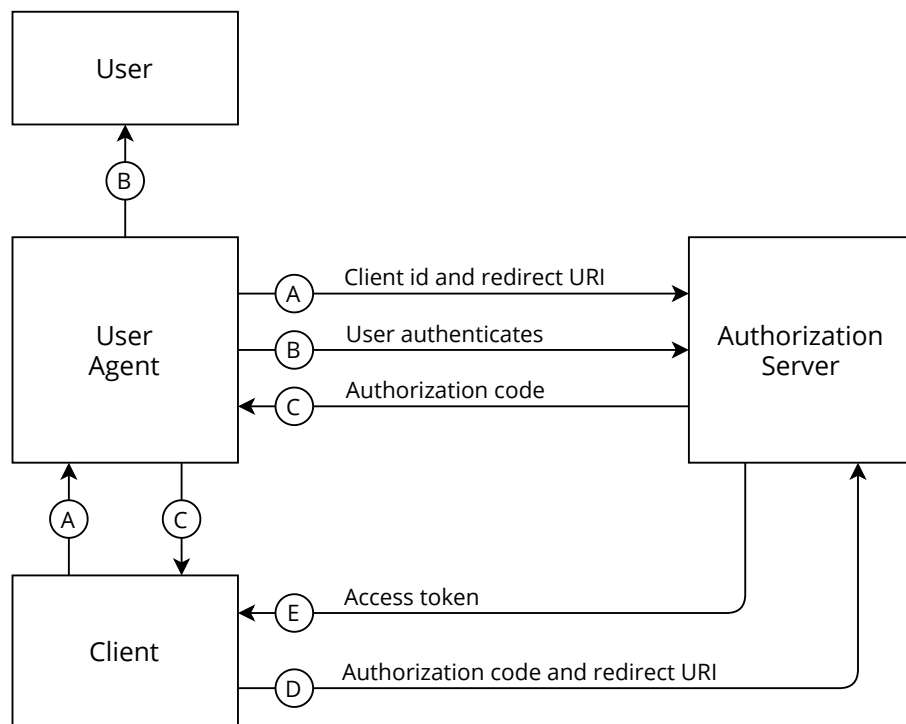 User
B
User
Agent
A
Client id and redirect URI
B
User authenticates
C
Authorization code
Authorization
Server
A
C
Client
E
Access token
D
Authorization code and redirect URI